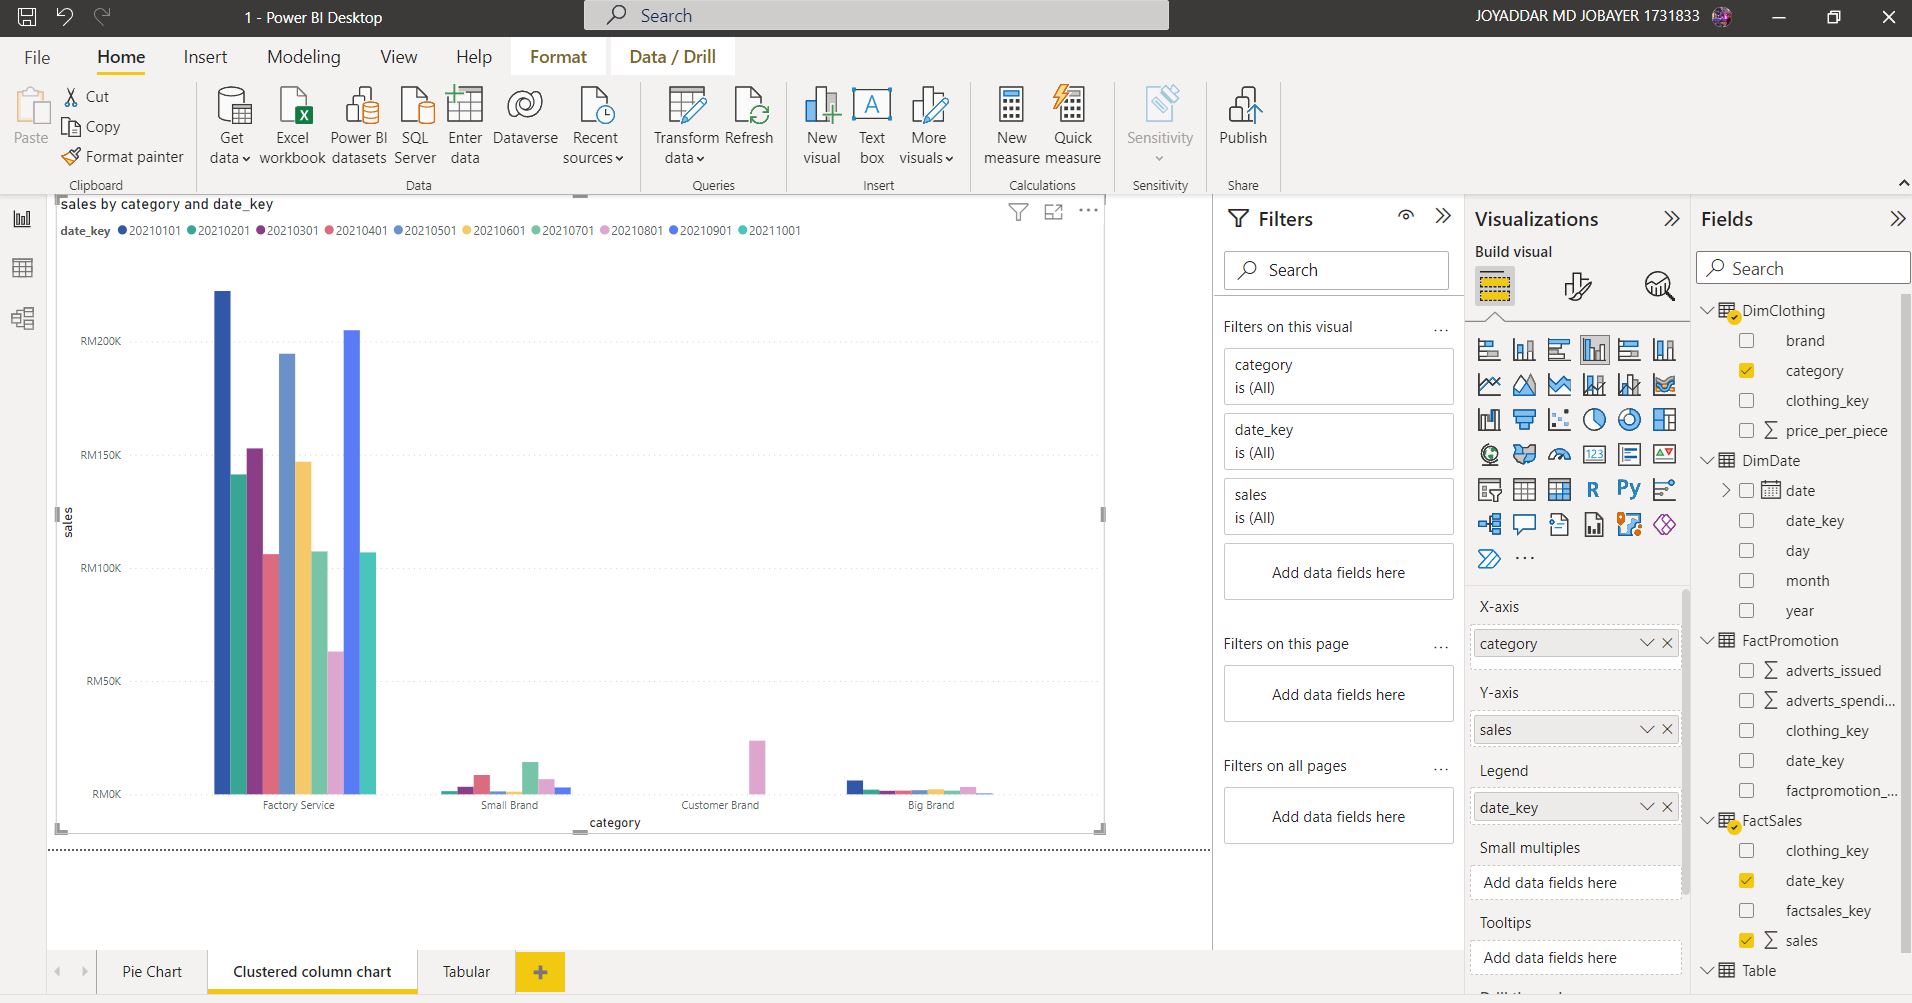 1 - Power BI Desktop
Search
JOYADDAR MD JOBAYER 1731833
File Home Insert Modeling View Help Format Data / Drill
Paste
Cut
Copy
Format painter
Clipboard
Get data
Excel workbook
Power BI datasets
SQL Server
Enter data
Dataverse
Recent sources
Data
Transform data
Refresh
Queries
New visual
Text box
More visuals
Insert
New measure
Quick measure
Calculations
Sensitivity
Sensitivity
Publish
Share
sales by category and date_key
date_key 20210101 20210201 20210301 20210401 20210501 20210601 20210701 20210801 20210901 20211001
RM200K
RM150K
RM100K
RM50K
RM0K
sales
Factory Service Small Brand Customer Brand Big Brand
category
Pie Chart Clustered column chart Tabular
Filters
Search
Filters on this visual ...
category
is (All)
date_key
is (All)
sales
is (All)
Add data fields here
Filters on this page ...
Add data fields here
Filters on all pages ...
Add data fields here
Visualizations
Build visual
123
R Py
...
X-axis
category
Y-axis
sales
Legend
date_key
Small multiples
Add data fields here
Tooltips
Add data fields here
Fields
Search
DimClothing
brand
category
clothing_key
price_per_piece
DimDate
date
date_key
day
month
year
FactPromotion
adverts_issued
adverts_spendi...
clothing_key
date_key
factpromotion_...
FactSales
clothing_key
date_key
factsales_key
sales
Table